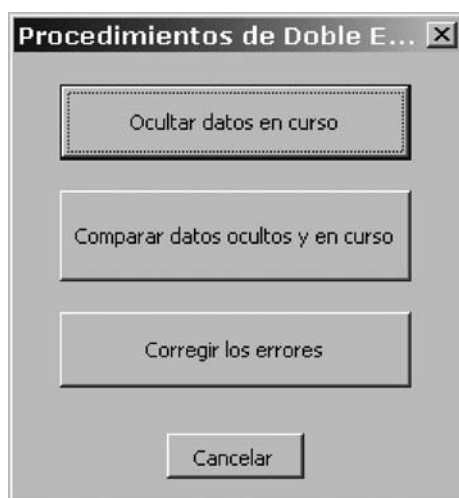 Procedimientos de Doble E...
Ocultar datos en curso
Comparar datos ocultos y en curso
Corregir los errores
Cancelar